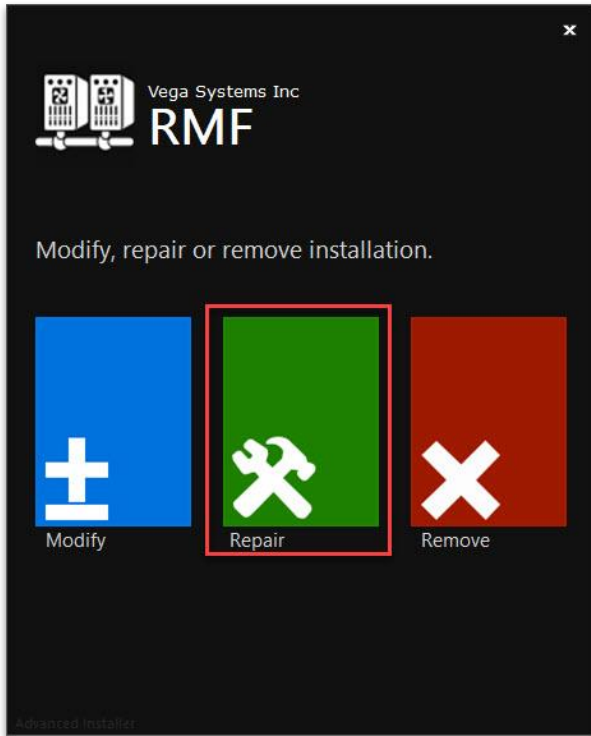 Vega Systems Inc
RMF
Modify, repair or remove installation.
Modify
Repair
Remove
Advanced Installer